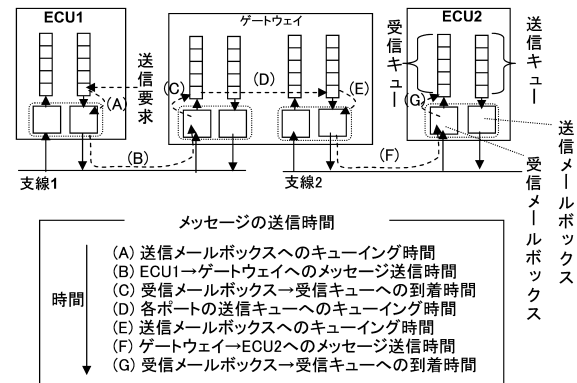 ECU1
ゲートウェイ
ECU2
送信要求
(A)
(B)
(C)
(D)
(E)
(F)
(G)
受信キュー
送信キュー
送信メールボックス
受信メールボックス
支線1
支線2
メッセージの送信時間
時間
(A) 送信メールボックスへのキューイング時間
(B) ECU1→ゲートウェイへのメッセージ送信時間
(C) 受信メールボックス→受信キューへの到着時間
(D) 各ポートの送信キューへのキューイング時間
(E) 送信メールボックスへのキューイング時間
(F) ゲートウェイ→ECU2へのメッセージ送信時間
(G) 受信メールボックス→受信キューへの到着時間